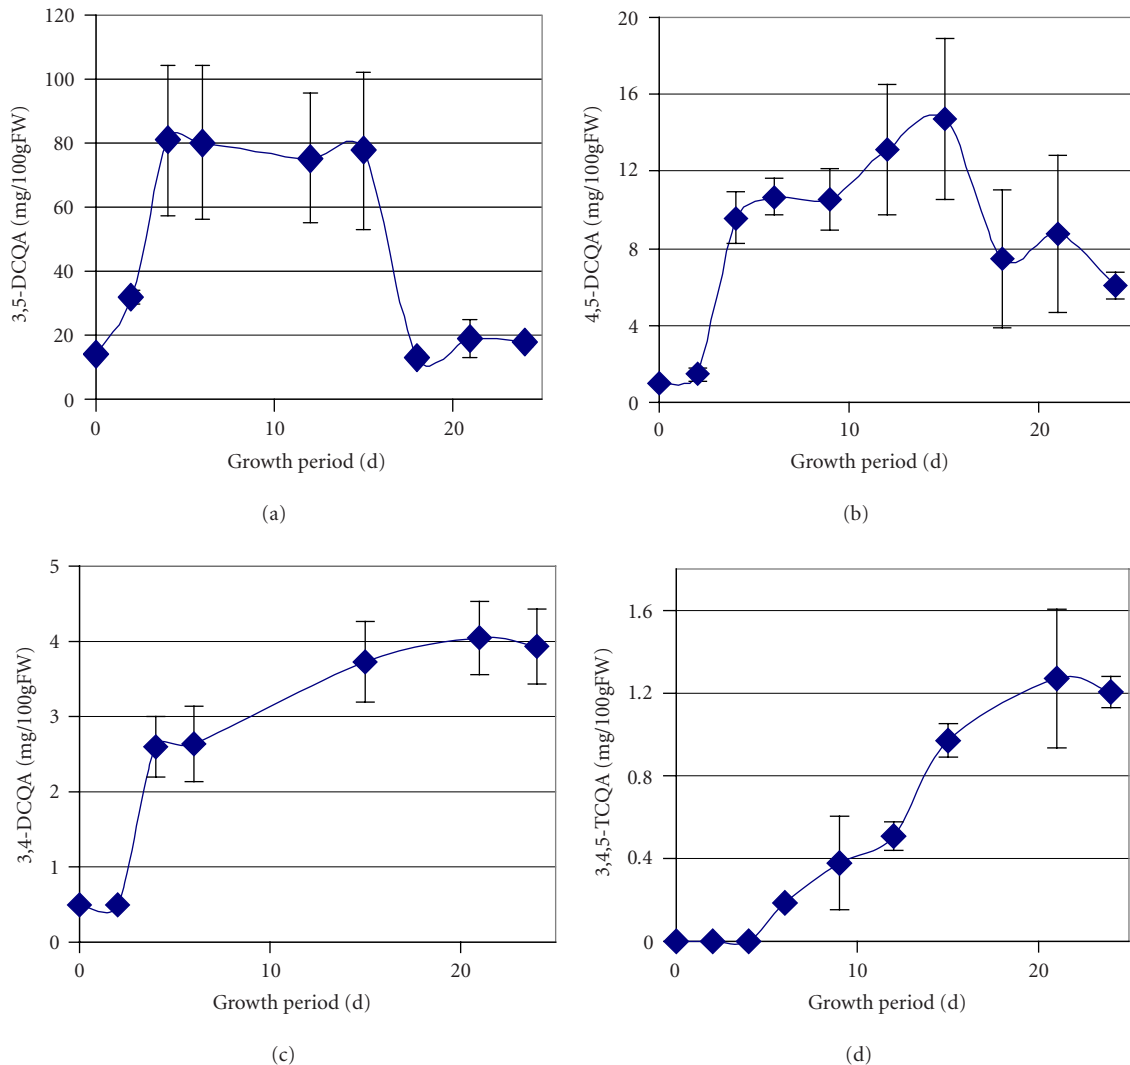 120
100
80
60
40
20
0
3,5-DCQA (mg/100gFW)
0 10 20
Growth period (d)
(a)
20
16
12
8
4
0
4,5-DCQA (mg/100gFW)
0 10 20
Growth period (d)
(b)
5
4
3
2
1
0
3,4-DCQA (mg/100gFW)
0 10 20
Growth period (d)
(c)
1.6
1.2
0.8
0.4
0
3,4,5-TCQA (mg/100gFW)
0 10 20
Growth period (d)
(d)